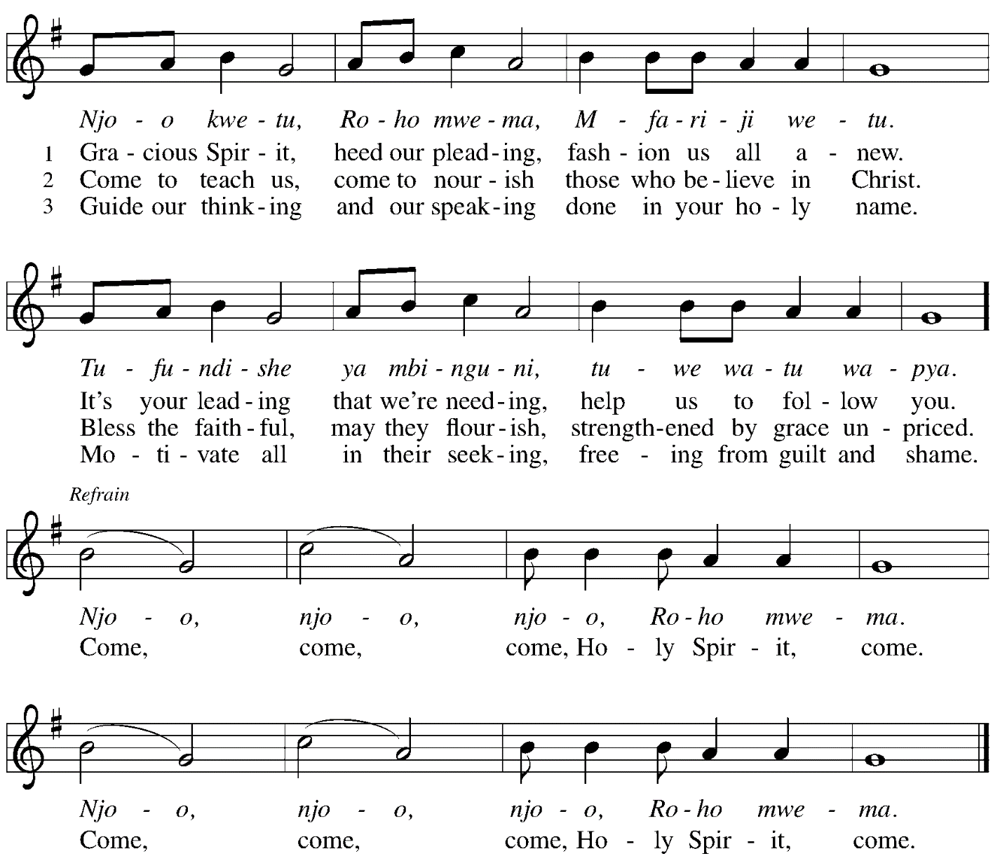 Njo - o kwe - tu, Ro - ho mwe - ma, M - fa - ri - ji we - tu.
1 Gra - cious Spir - it, heed our plead - ing, fash - ion us all a - new.
2 Come to teach us, come to nour - ish those who be - lieve in Christ.
3 Guide our think - ing and our speak - ing done in your ho - ly name.
Tu - fu - ndi - she ya mbi - ngu - ni, tu - we wa - tu wa - pya.
It's your lead - ing that we're need - ing, help us to fol - low you.
Bless the faith - ful, may they flour - ish, strength - ened by grace un - priced.
Mo - ti - vate all in their seek - ing, free - ing from guilt and shame.
Refrain
Njo - o, njo - o, njo - o, Ro - ho mwe - ma.
Come, come, come, Ho - ly Spir - it, come.
Njo - o, njo - o, njo - o, Ro - ho mwe - ma.
Come, come, come, Ho - ly Spir - it, come.